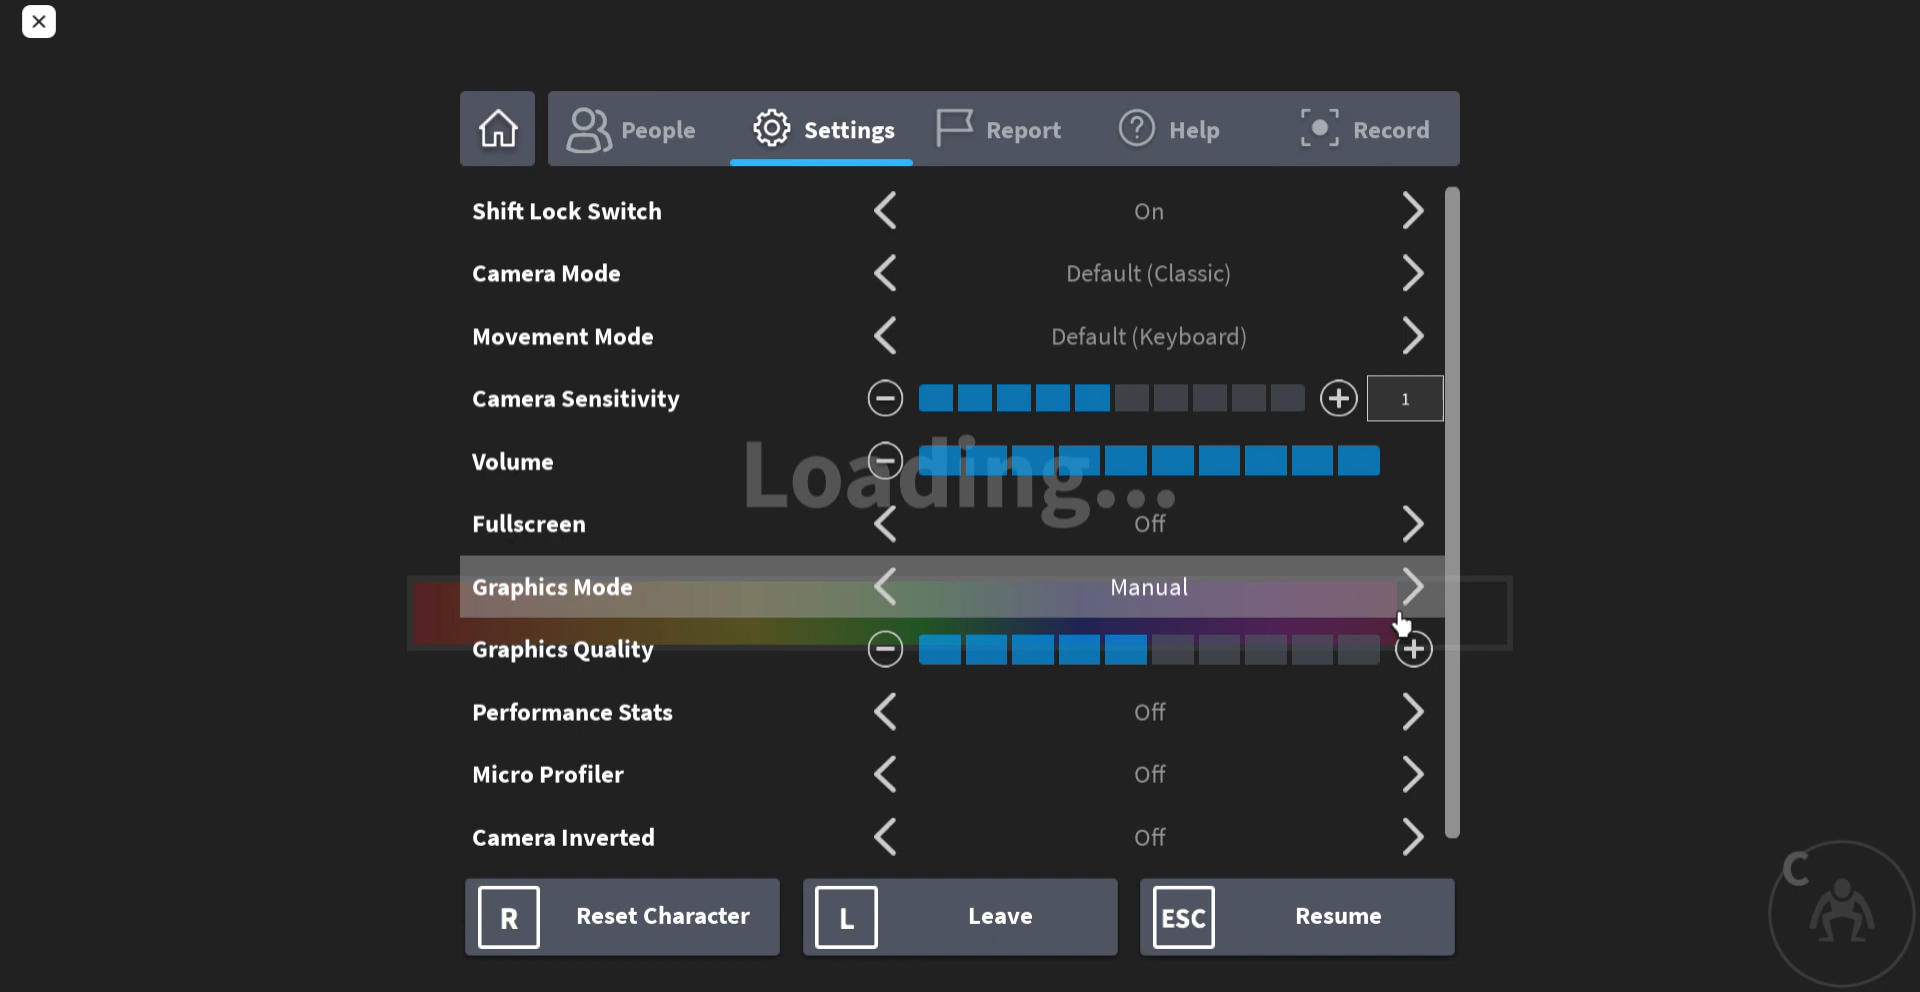 People Settings Report Help Record
Shift Lock Switch On
Camera Mode Default (Classic)
Movement Mode Default (Keyboard)
Camera Sensitivity 1
Volume
Loading...
Fullscreen Off
Graphics Mode Manual
Graphics Quality
Performance Stats Off
Micro Profiler Off
Camera Inverted Off
C
R Reset Character L Leave ESC Resume